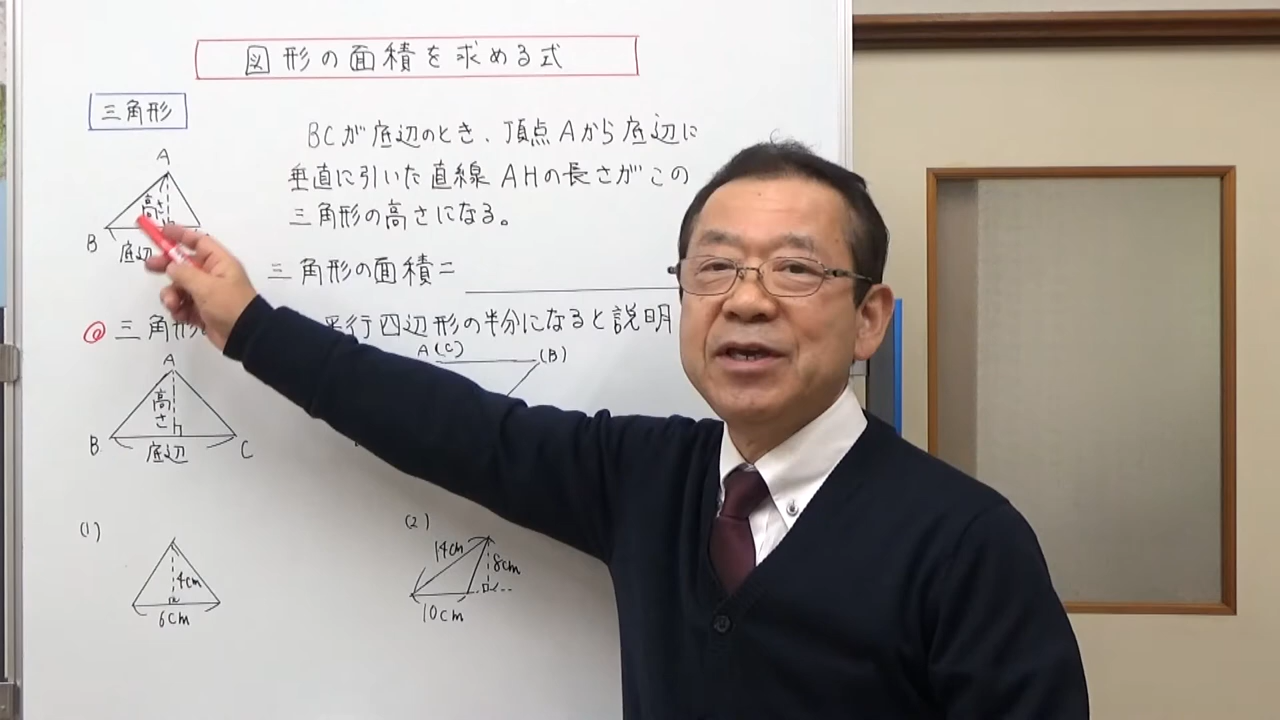 図形の面積を求める式
三角形
A
高さ
B
底辺
BCが底辺のとき、頂点Aから底辺に
垂直に引いた直線AHの長さがこの
三角形の高さになる。
三角形の面積=
@三角形 平行四辺形の半分になると説明
A
高さ
B
底辺
C
A(C)
(B)
(1)
4cm
6cm
(2)
14cm
8cm
10cm